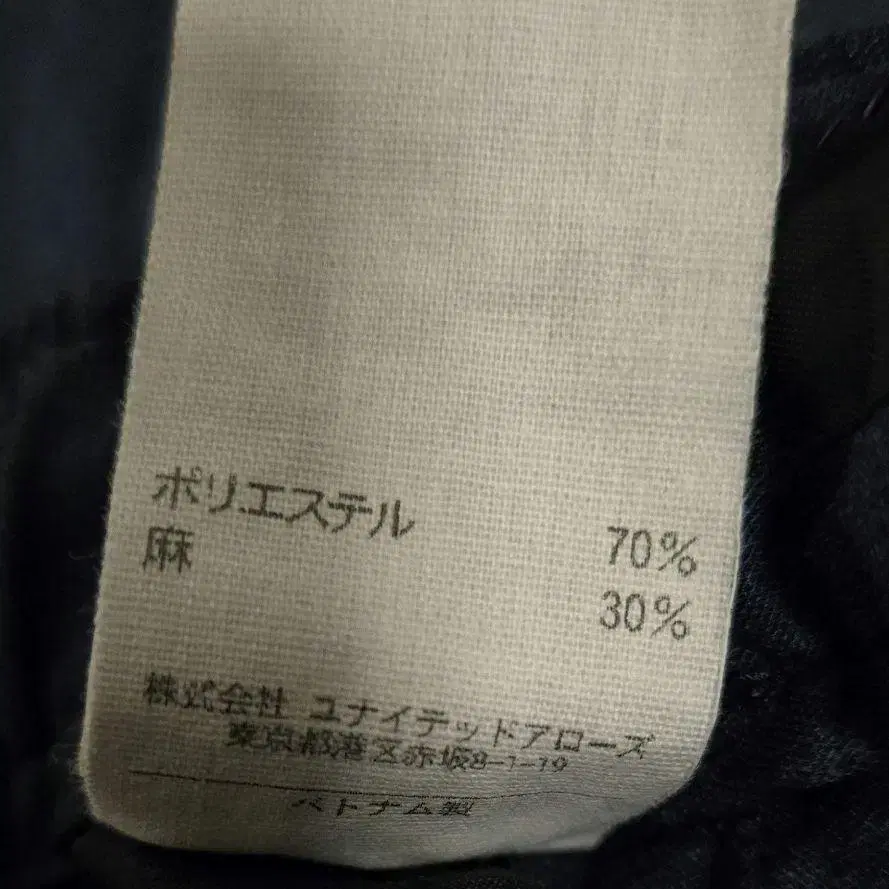 ポリエステル 70%
麻 30%
株式会社 ユナイテッドアローズ
東京都港区赤坂8-1-19
ベトナム製